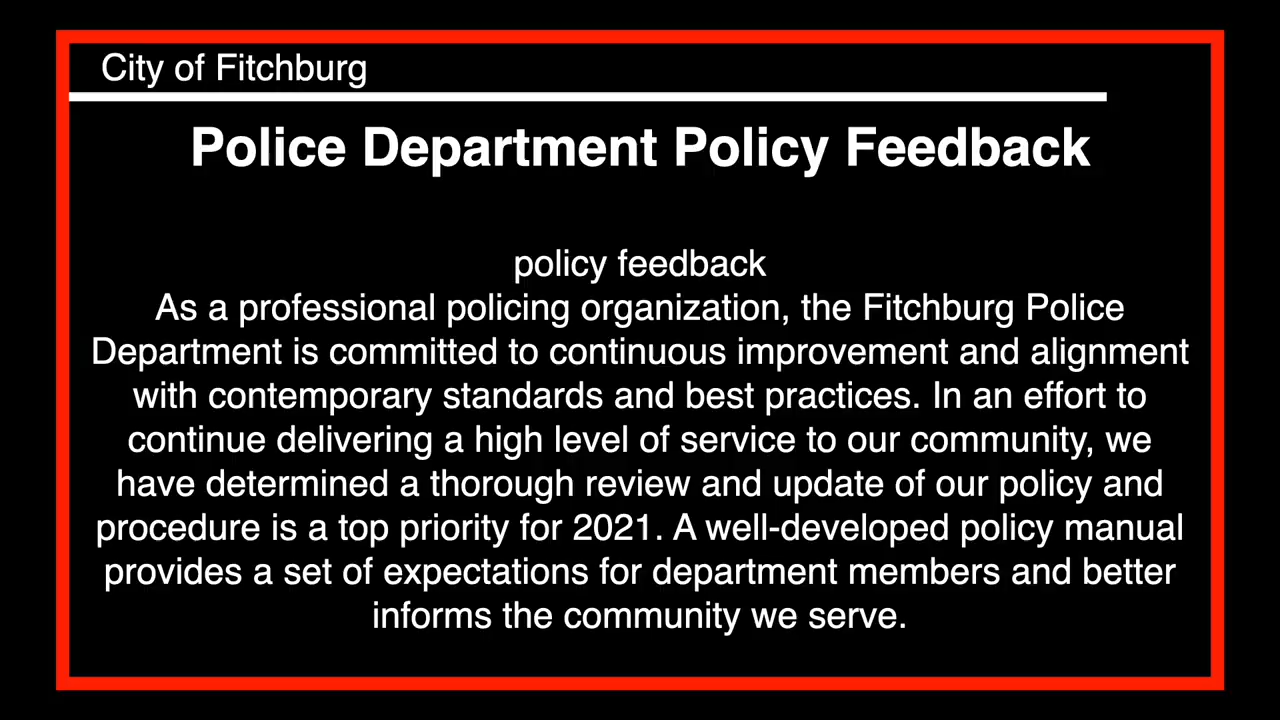 City of Fitchburg
Police Department Policy Feedback
policy feedback
As a professional policing organization, the Fitchburg Police
Department is committed to continuous improvement and alignment
with contemporary standards and best practices. In an effort to
continue delivering a high level of service to our community, we
have determined a thorough review and update of our policy and
procedure is a top priority for 2021. A well-developed policy manual
provides a set of expectations for department members and better
informs the community we serve.